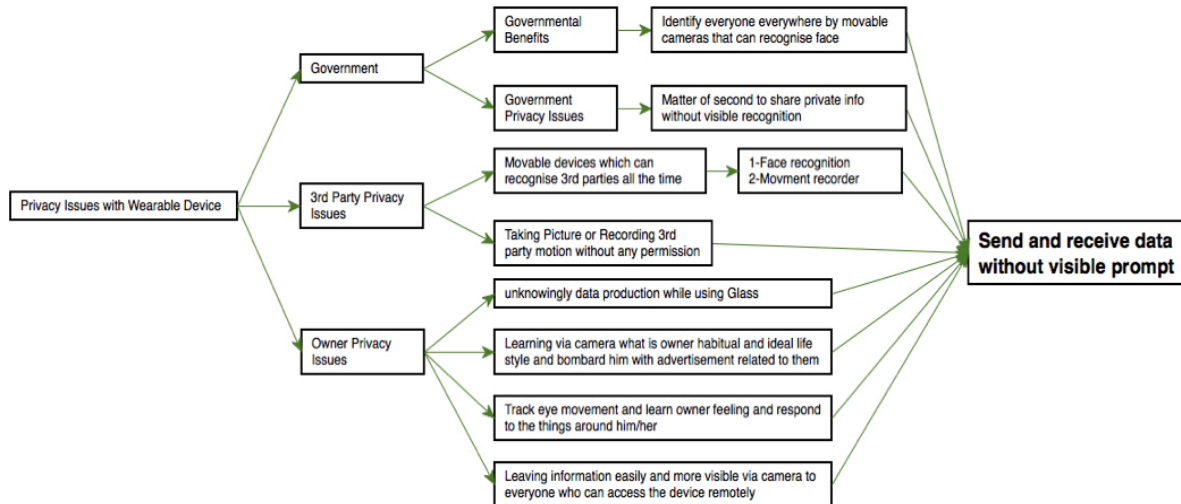 Governmental
Benefits
Identify everyone everywhere by movable
cameras that can recognise face
Government
Government
Privacy Issues
Matter of second to share private info
without visible recognition
Movable devices which can
recognise 3rd parties all the time
1-Face recognition
2-Movment recorder
Privacy Issues with Wearable Device
3rd Party Privacy
Issues
Taking Picture or Recording 3rd
party motion without any permission
Send and receive data
without visible prompt
unknowingly data production while using Glass
Owner Privacy
Issues
Learning via camera what is owner habitual and ideal life
style and bombard him with advertisement related to them
Track eye movement and learn owner feeling and respond
to the things around him/her
Leaving information easily and more visible via camera to
everyone who can access the device remotely